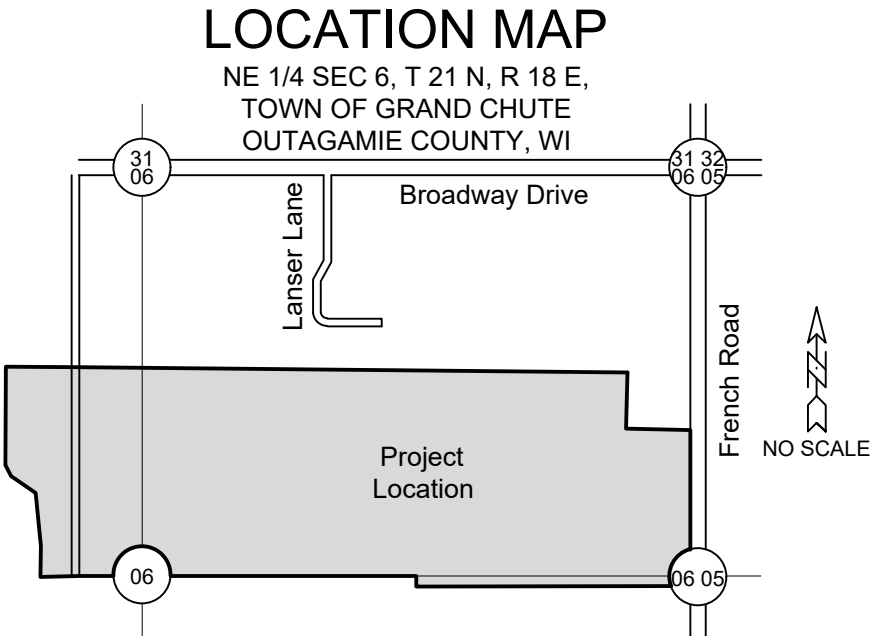 LOCATION MAP
NE 1/4 SEC 6, T 21 N, R 18 E,
TOWN OF GRAND CHUTE
OUTAGAMIE COUNTY, WI
31
06
31 32
06 05
Broadway Drive
Lanser Lane
French Road
N
NO SCALE
Project
Location
06
06 05